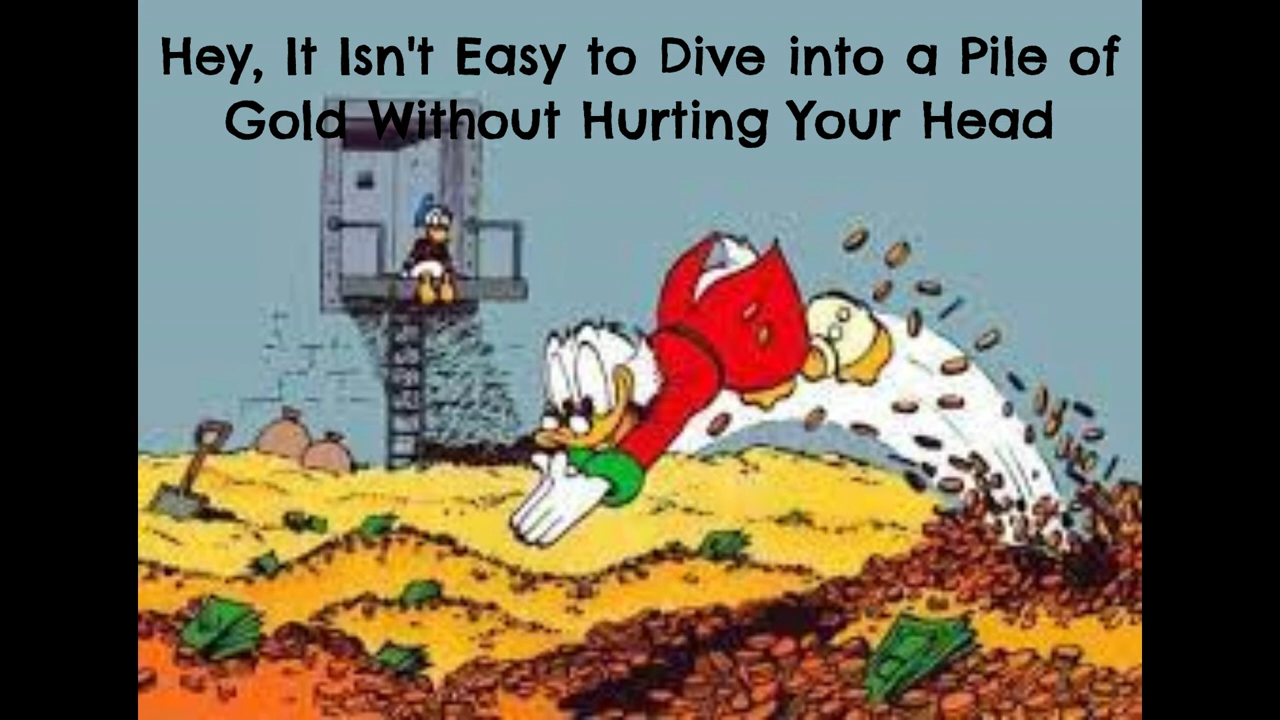 Hey, It Isn't Easy to Dive into a Pile of
Gold Without Hurting Your Head